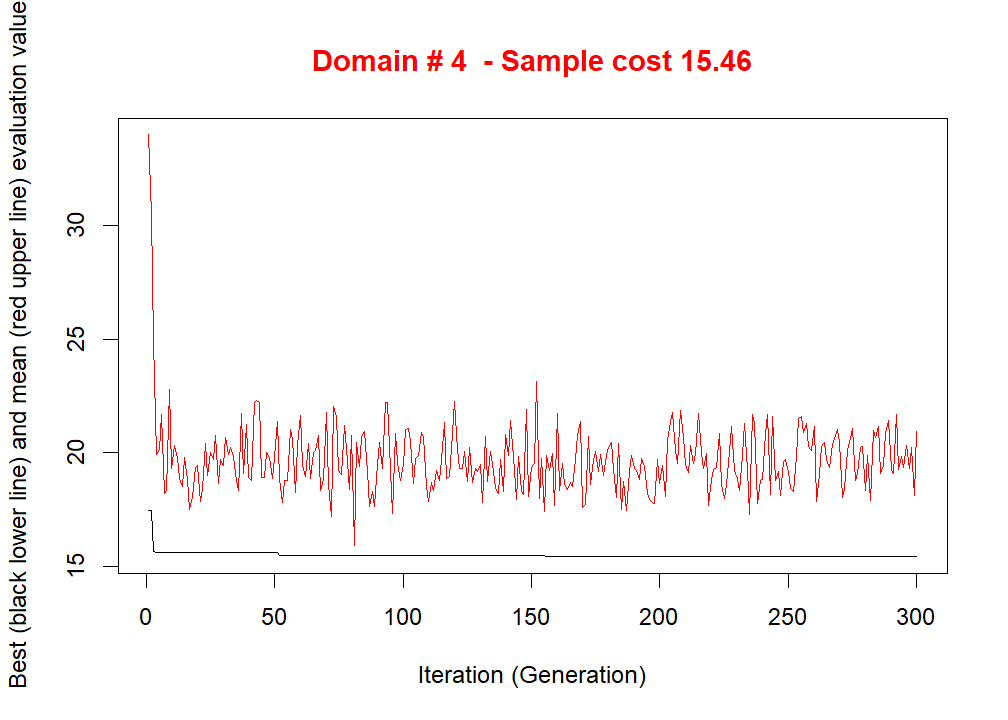 Domain # 4  - Sample cost 15.46
Best (black lower line) and mean (red upper line) evaluation value
30
25
20
15
0 50 100 150 200 250 300
Iteration (Generation)